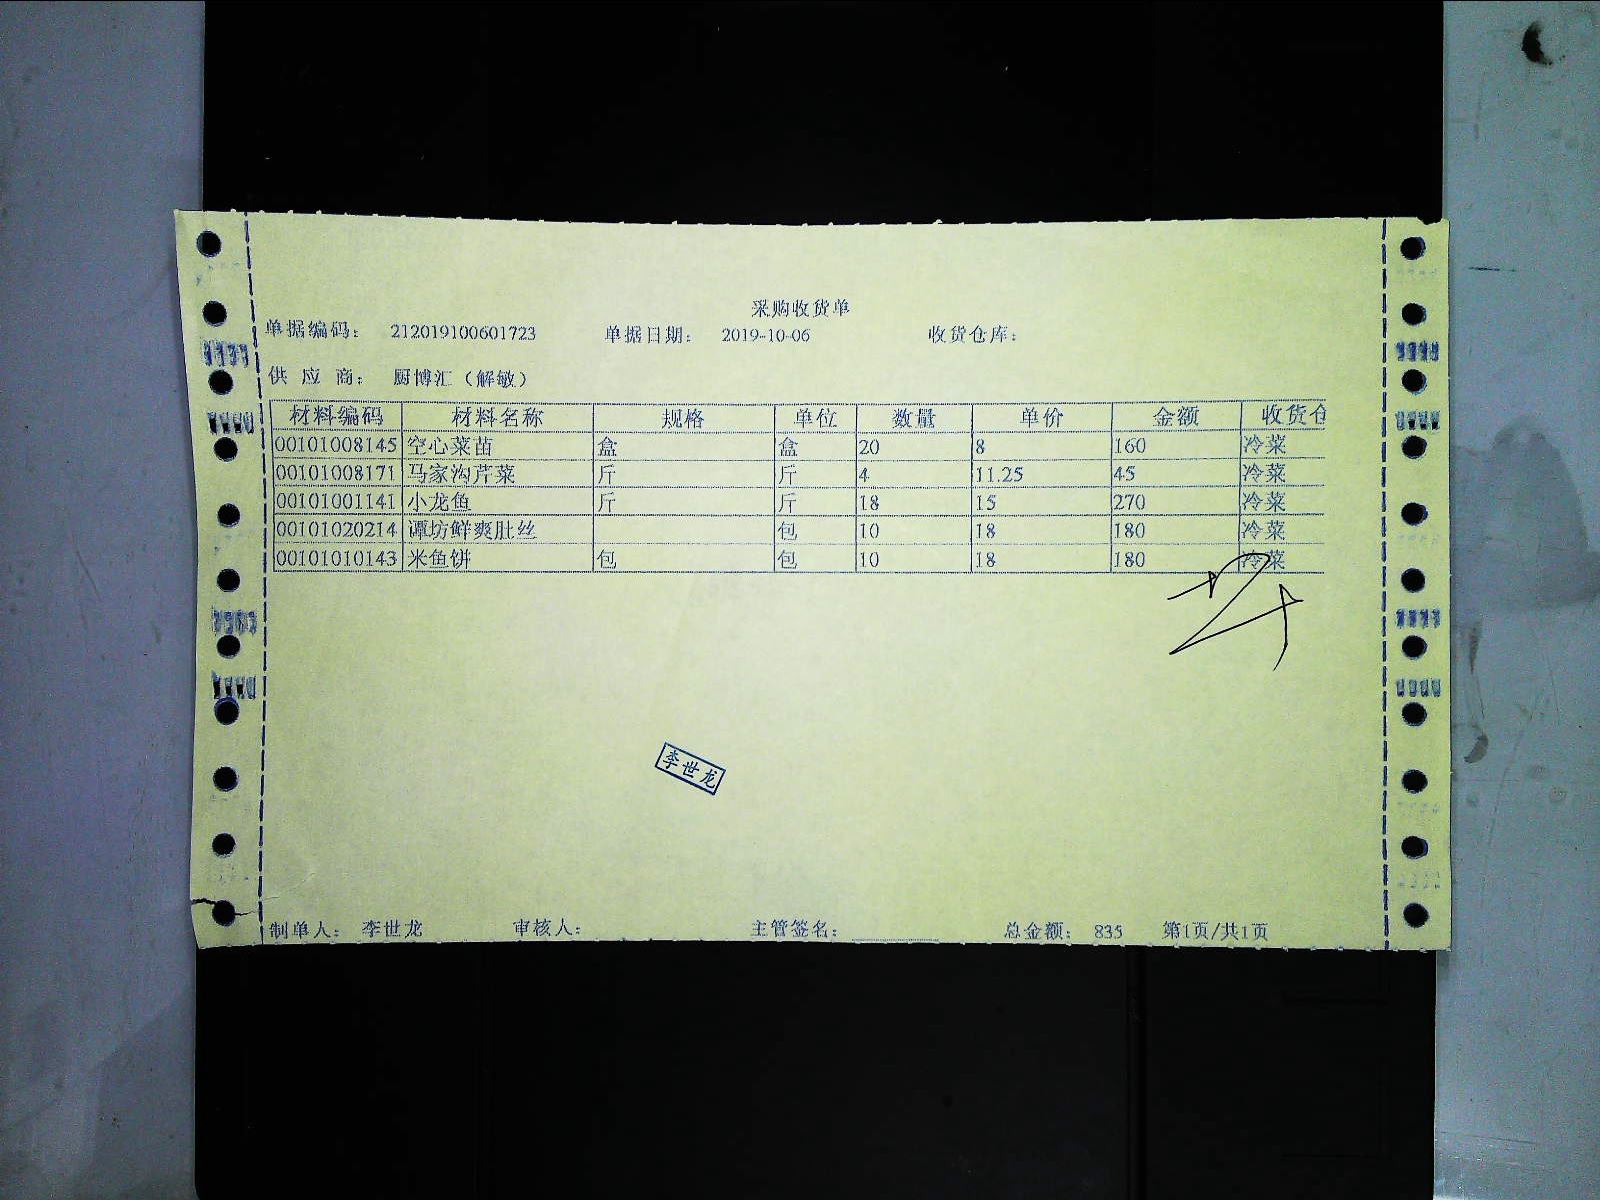 采购收货单
单据编码： 212019100601723 单据日期： 2019-10-06 收货仓库：
供 应 商： 厨博汇（解敏）
材料编码 材料名称 规格 单位 数量 单价 金额 收货仓
00101008145 空心菜苗 盒 盒 20 8 160 冷菜
00101008171 马家沟芹菜 斤 斤 4 11.25 45 冷菜
00101001141 小龙鱼 斤 斤 18 15 270 冷菜
00101020214 谭坊鲜爽肚丝 包 10 18 180 冷菜
00101010143 米鱼饼 包 包 10 18 180 冷菜
李世龙
制单人： 李世龙 审核人： 主管签名： 总金额： 835 第1页/共1页